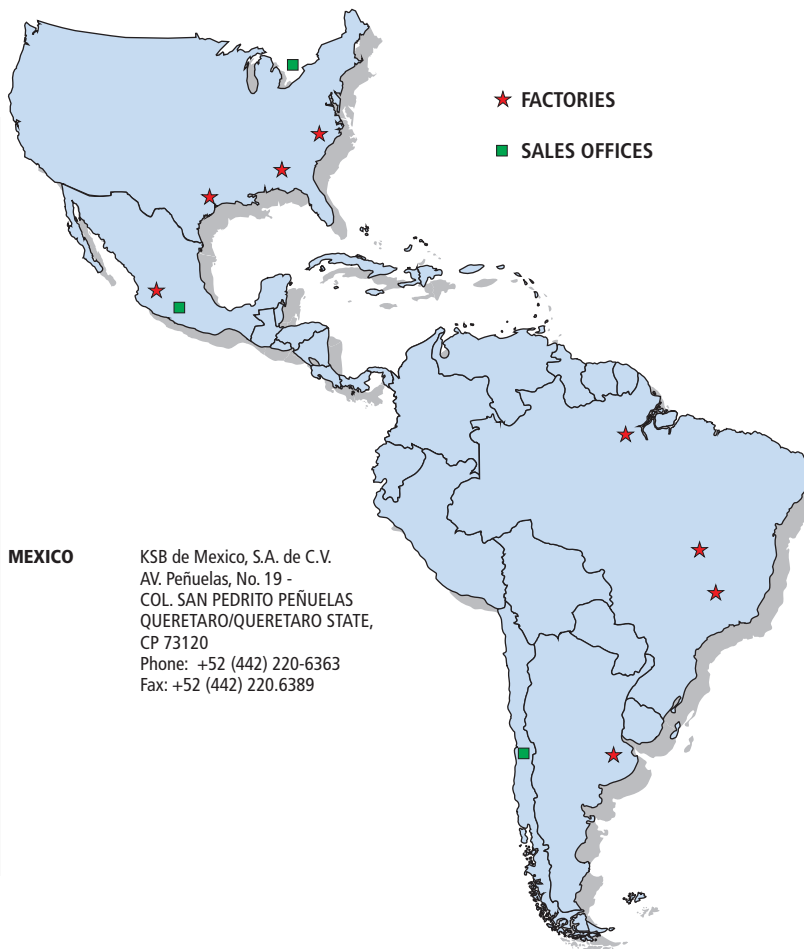 FACTORIES
SALES OFFICES
MEXICO
KSB de Mexico, S.A. de C.V.
AV. Peñuelas, No. 19 -
COL. SAN PEDRITO PEÑUELAS
QUERETARO/QUERETARO STATE,
CP 73120
Phone: +52 (442) 220-6363
Fax: +52 (442) 220.6389